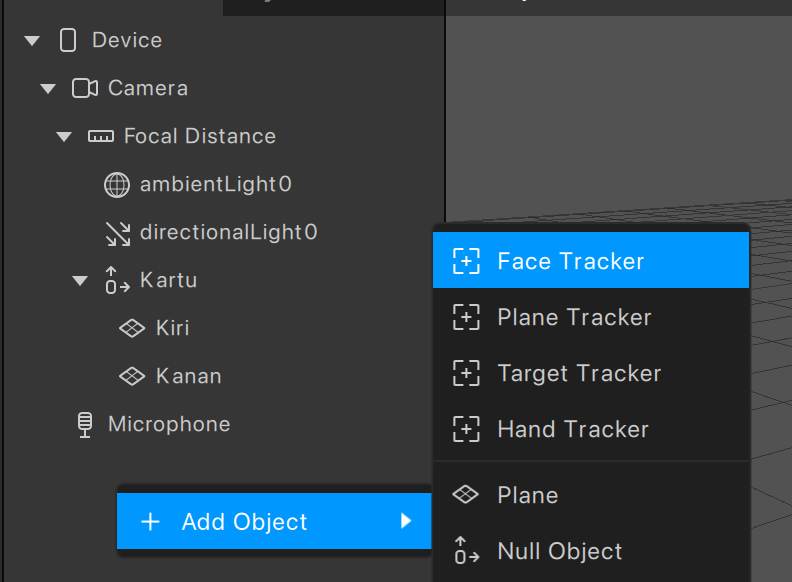 Device
Camera
Focal Distance
ambientLight0
directionalLight0
Kartu
Kiri
Kanan
Microphone
Add Object
Face Tracker
Plane Tracker
Target Tracker
Hand Tracker
Plane
Null Object